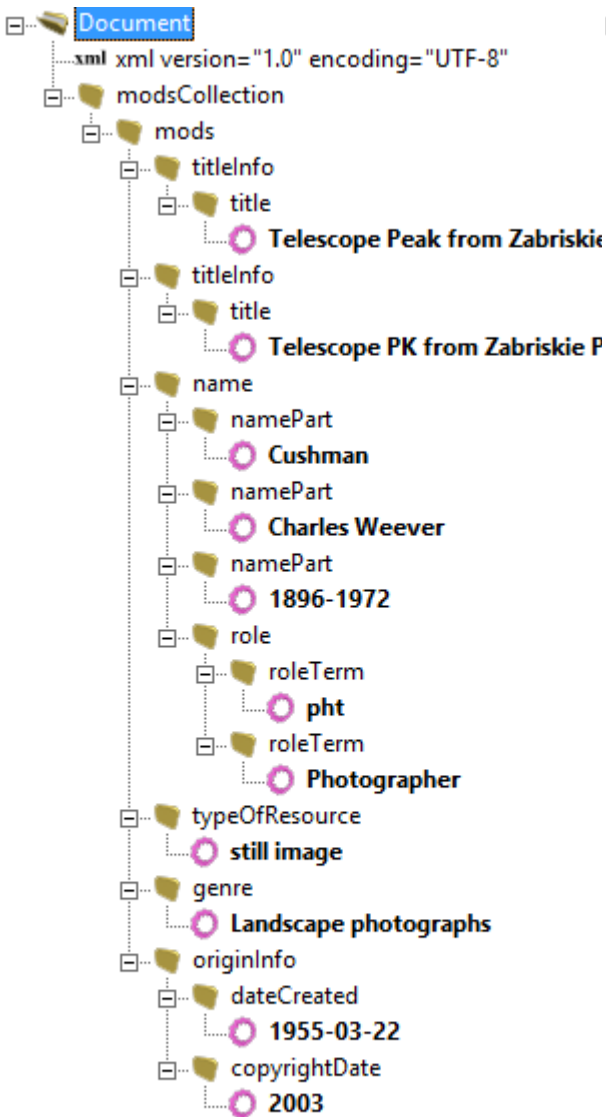 Document
xml xml version="1.0" encoding="UTF-8"
modsCollection
mods
titleInfo
title
Telescope Peak from Zabriskie
titleInfo
title
Telescope PK from Zabriskie P
name
namePart
Cushman
namePart
Charles Weever
namePart
1896-1972
role
roleTerm
pht
roleTerm
Photographer
typeOfResource
still image
genre
Landscape photographs
originInfo
dateCreated
1955-03-22
copyrightDate
2003